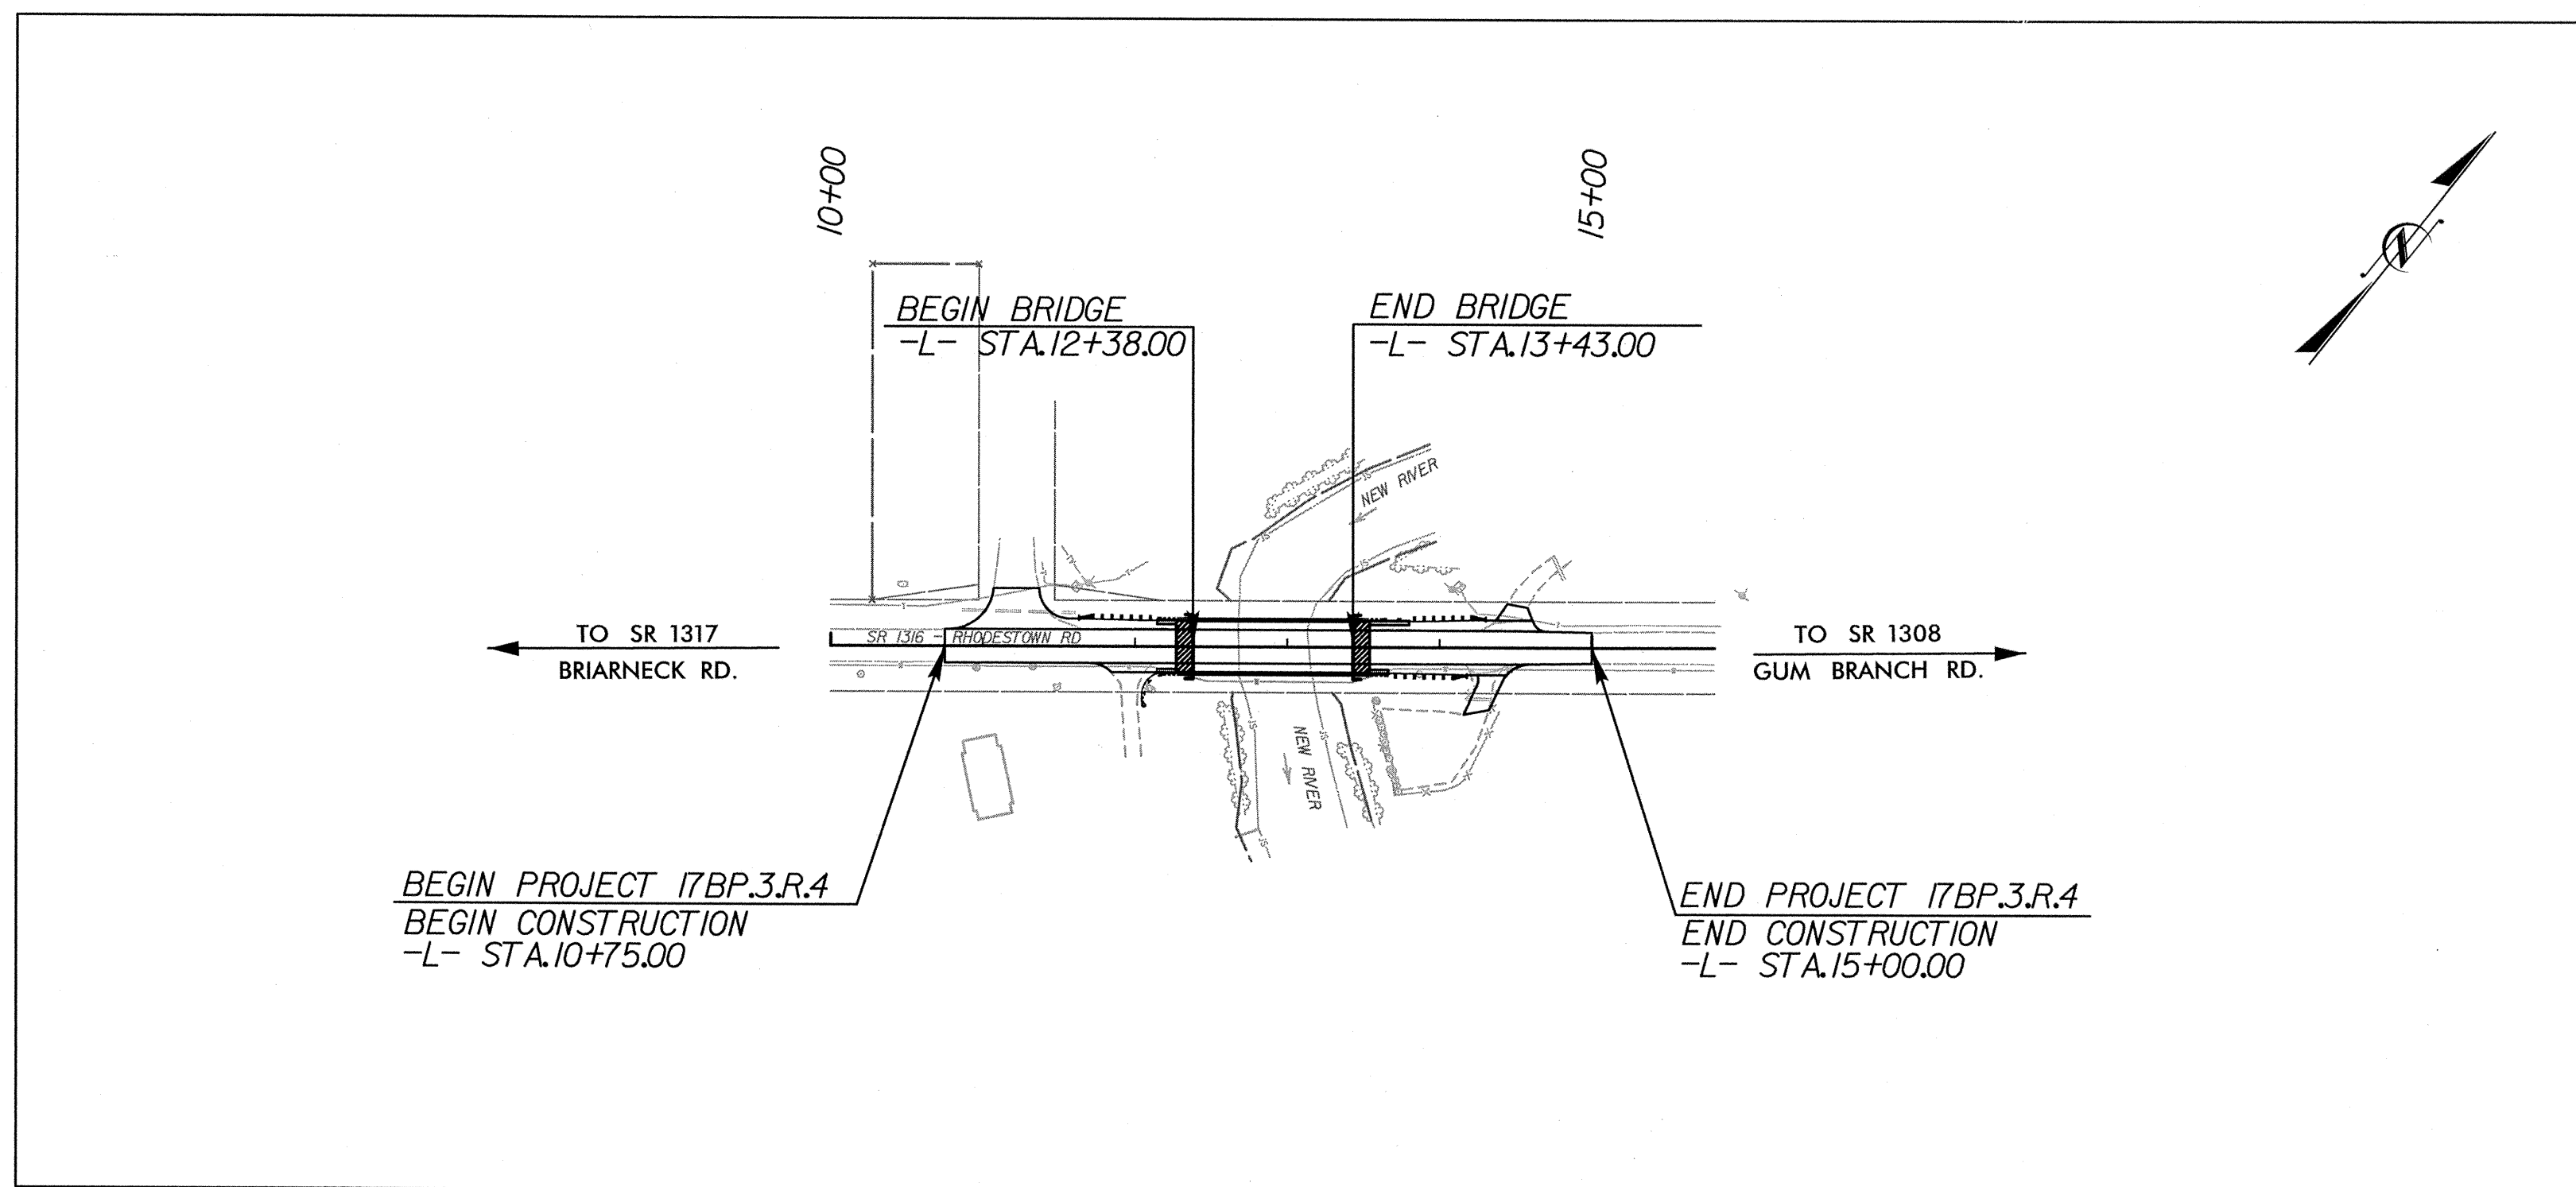 10+00
15+00
N
BEGIN BRIDGE
-L- STA.12+38.00
END BRIDGE
-L- STA.13+43.00
NEW RIVER
TO SR 1317
BRIARNECK RD.
SR 1316 - RHODESTOWN RD
TO SR 1308
GUM BRANCH RD.
NEW RIVER
BEGIN PROJECT 17BP.3.R.4
BEGIN CONSTRUCTION
-L- STA.10+75.00
END PROJECT 17BP.3.R.4
END CONSTRUCTION
-L- STA.15+00.00